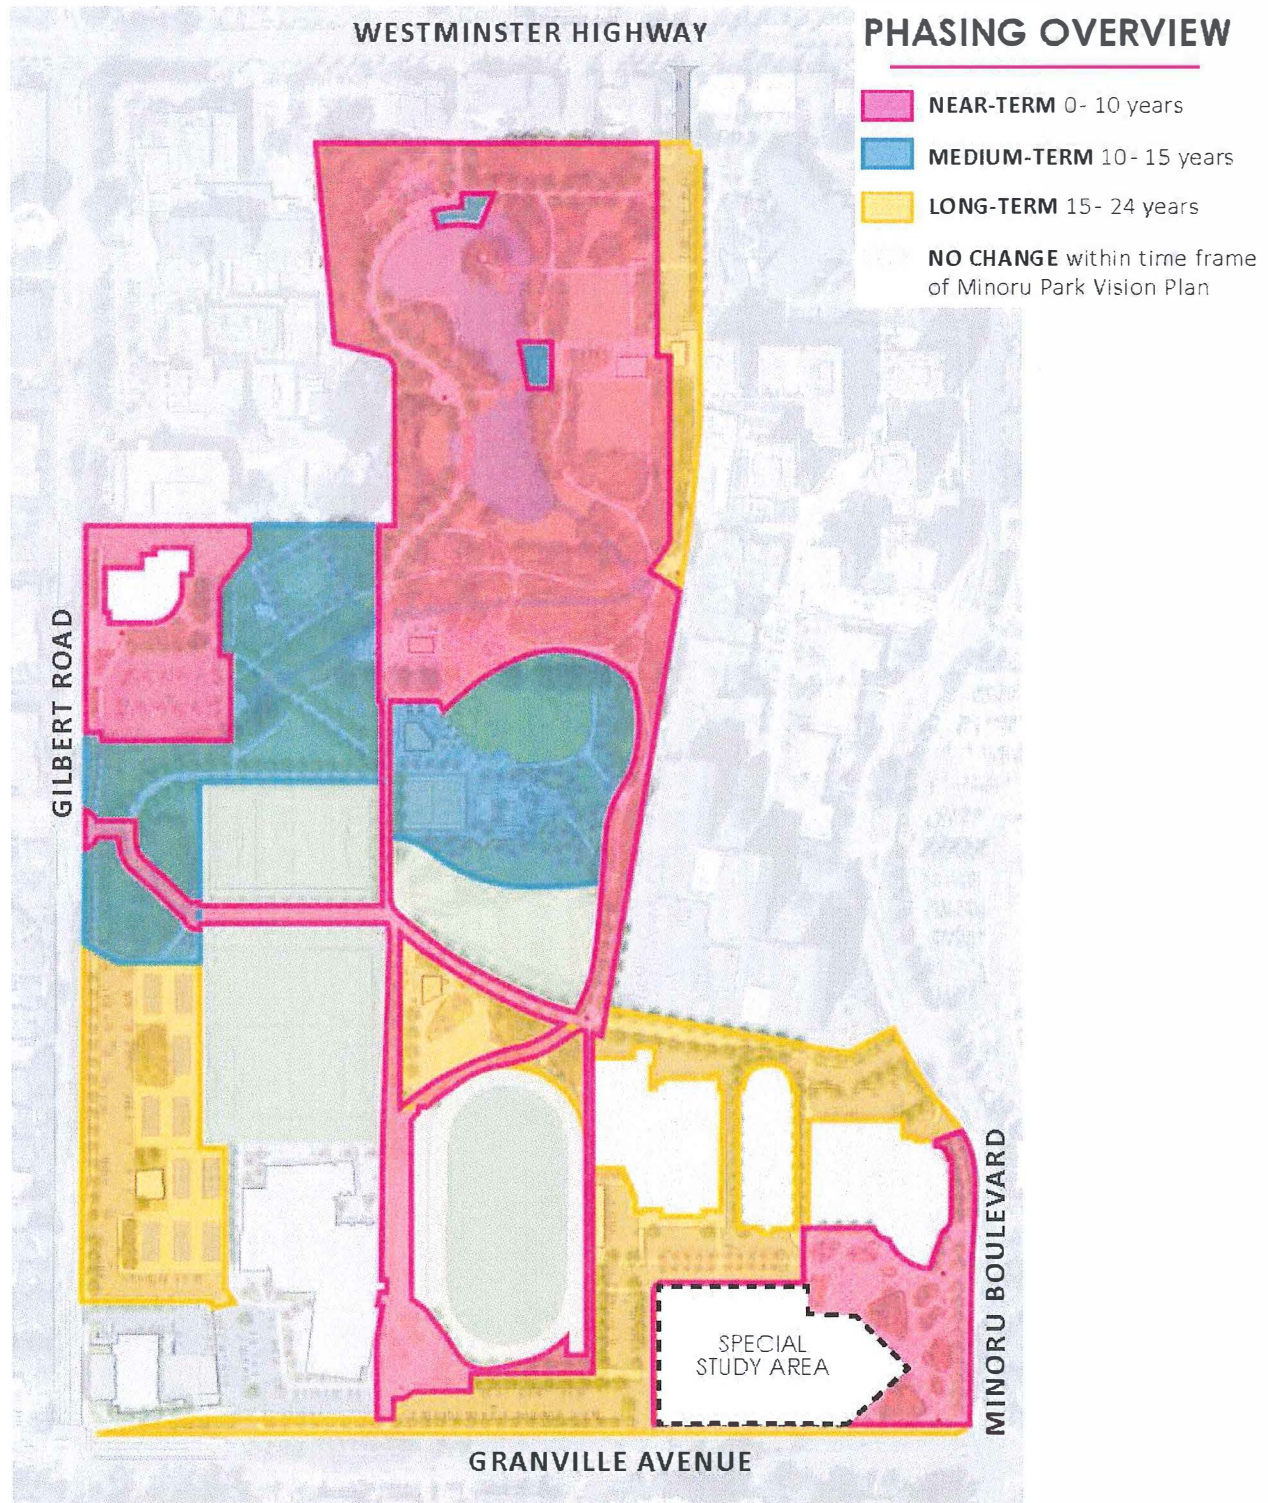 WESTMINSTER HIGHWAY
PHASING OVERVIEW
NEAR-TERM 0- 10 years
MEDIUM-TERM 10- 15 years
LONG-TERM 15- 24 years
NO CHANGE within time frame
of Minoru Park Vision Plan
GILBERT ROAD
MINORU BOULEVARD
SPECIAL
STUDY AREA
GRANVILLE AVENUE